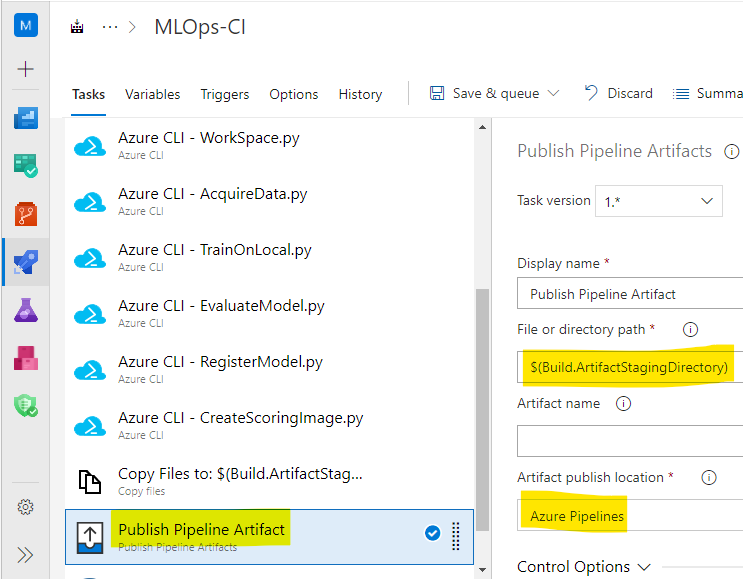 M
··· > MLOps-CI
Tasks Variables Triggers Options History Save & queue Discard Summa
Azure CLI - WorkSpace.py
Azure CLI
Azure CLI - AcquireData.py
Azure CLI
Azure CLI - TrainOnLocal.py
Azure CLI
Azure CLI - EvaluateModel.py
Azure CLI
Azure CLI - RegisterModel.py
Azure CLI
Azure CLI - CreateScoringImage.py
Azure CLI
Copy Files to: $(Build.ArtifactStag...
Copy files
Publish Pipeline Artifact
Publish Pipeline Artifacts
Publish Pipeline Artifacts
Task version 1.*
Display name *
Publish Pipeline Artifact
File or directory path *
$(Build.ArtifactStagingDirectory)
Artifact name
Artifact publish location *
Azure Pipelines
Control Options